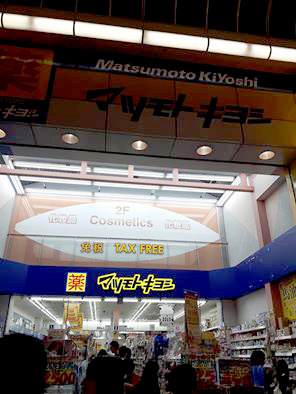 Matsumoto KiYoshi
マツモトキヨシ
2F
化粧品 Cosmetics 化粧品
免税 TAX FREE
薬 マツモトキヨシ